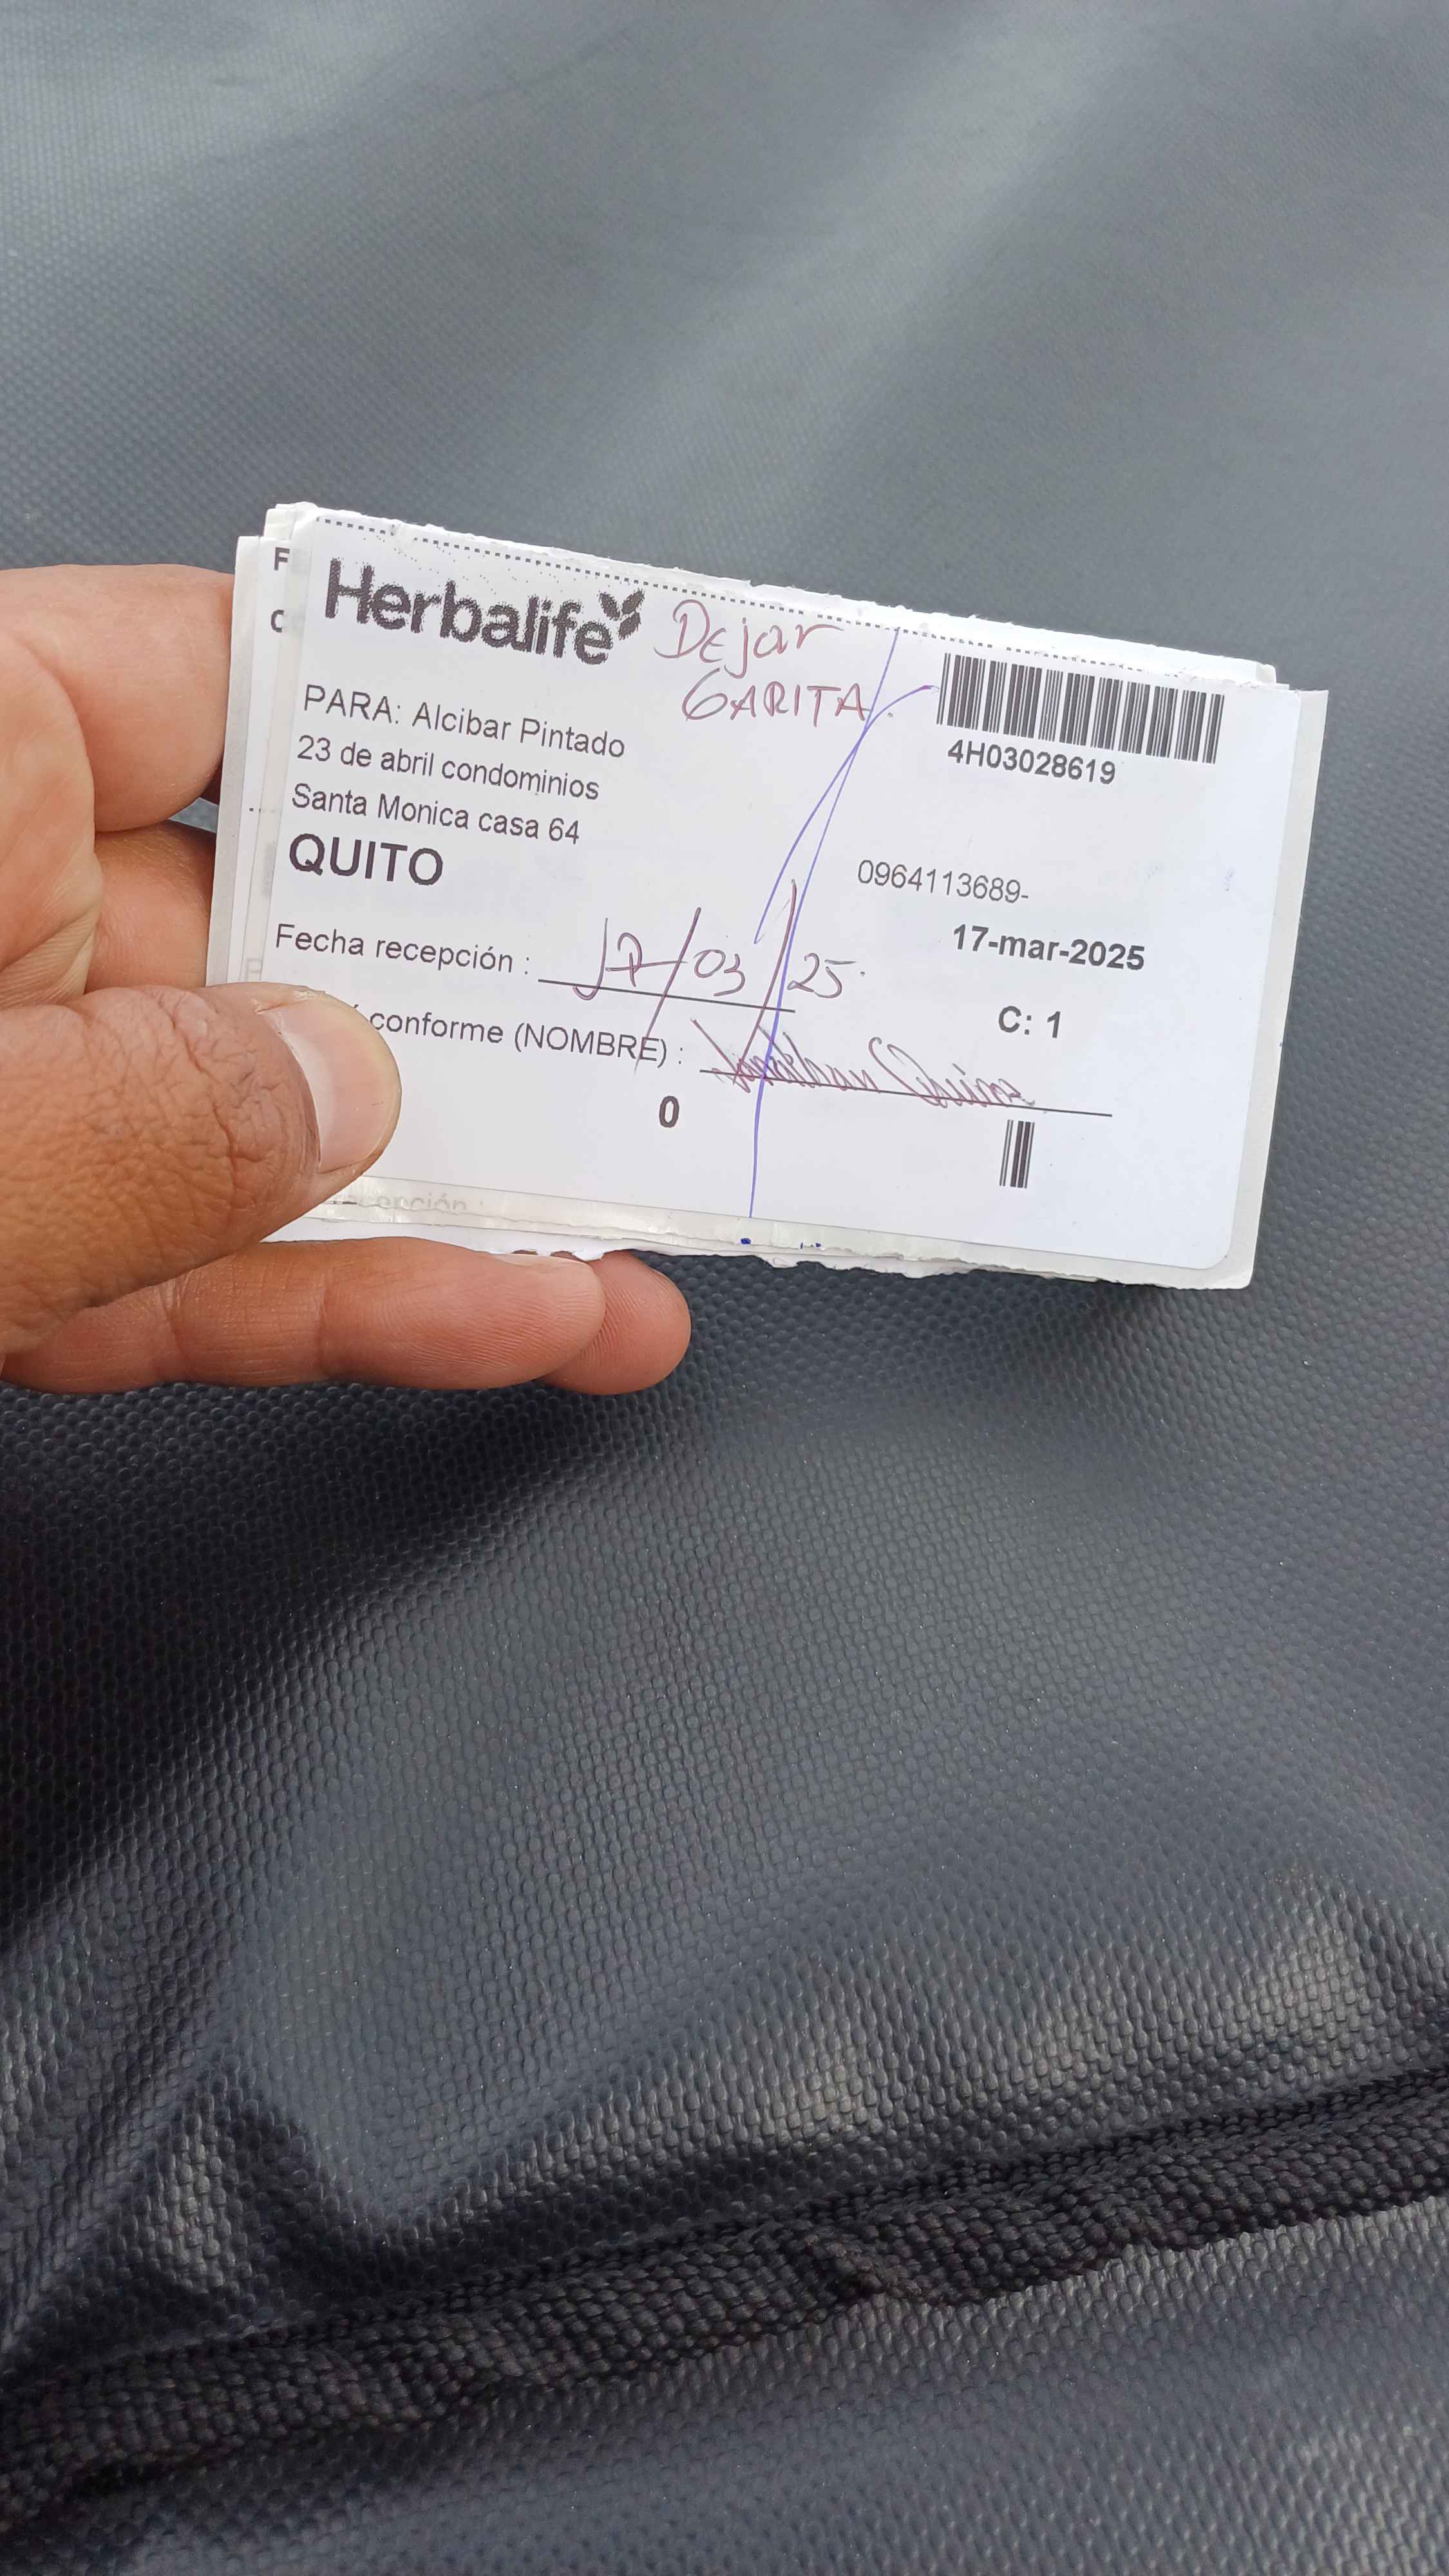 F
C
Herbalife
Dejar
GARITA.
4H03028619
PARA: Alcibar Pintado
23 de abril condominios
Santa Monica casa 64
QUITO
0964113689-
17-mar-2025
Fecha recepción : 17/03/25.
C: 1
conforme (NOMBRE) :
0